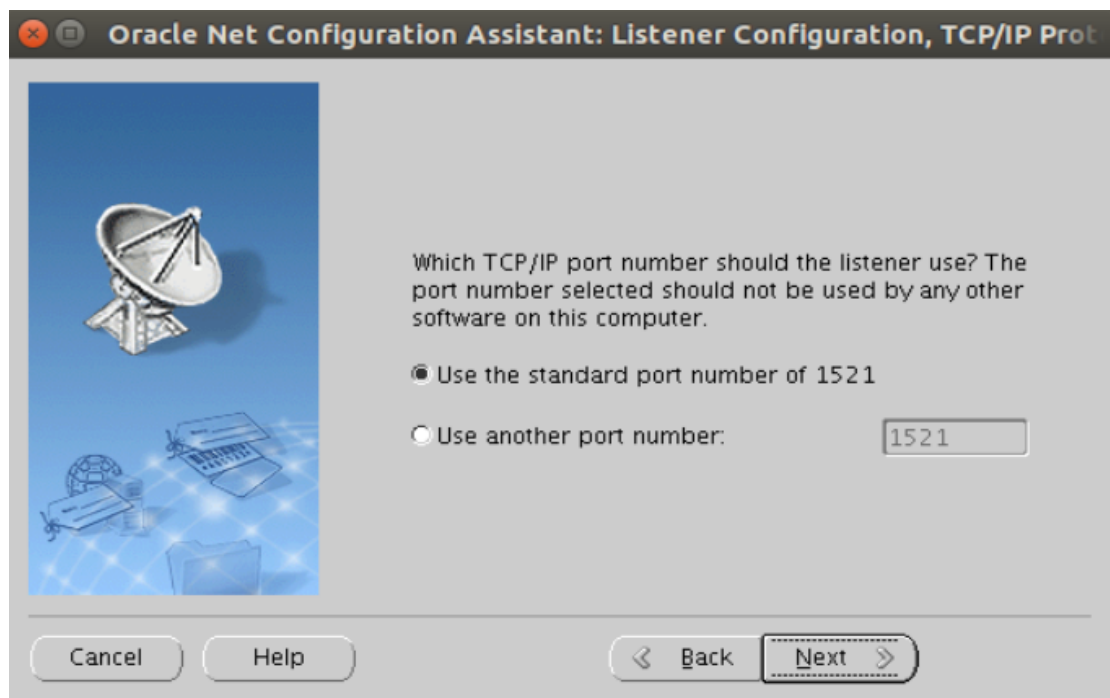 Oracle Net Configuration Assistant: Listener Configuration, TCP/IP Prot
Which TCP/IP port number should the listener use? The
port number selected should not be used by any other
software on this computer.
Use the standard port number of 1521
Use another port number: 1521
Cancel Help Back Next